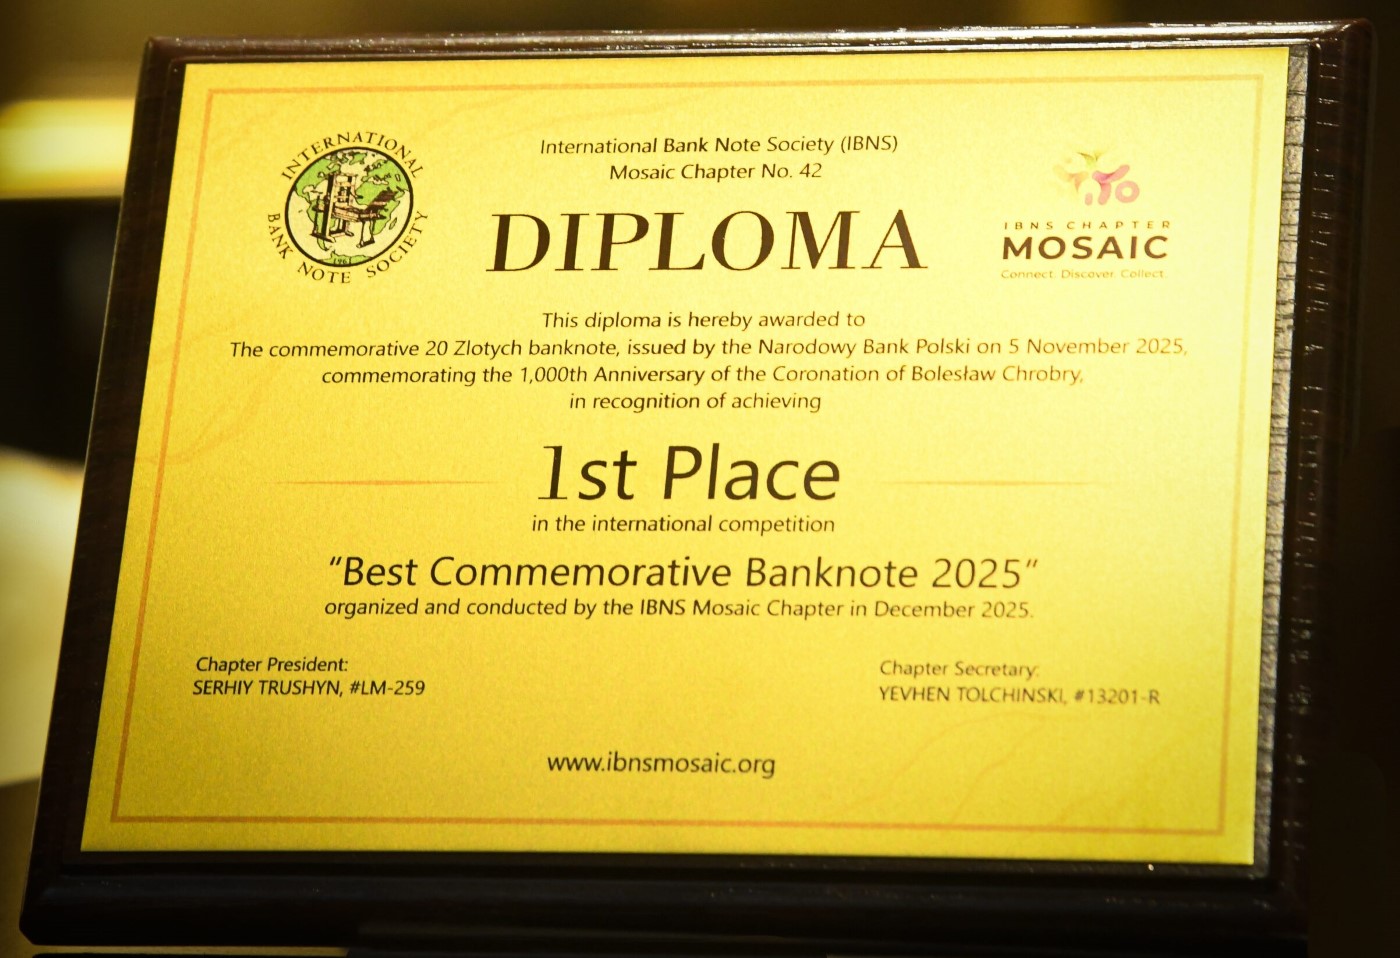 INTERNATIONAL
BANK NOTE SOCIETY
1961
International Bank Note Society (IBNS)
Mosaic Chapter No. 42
DIPLOMA
IBNS CHAPTER
MOSAIC
Connect. Discover. Collect.
This diploma is hereby awarded to
The commemorative 20 Zlotych banknote, issued by the Narodowy Bank Polski on 5 November 2025,
commemorating the 1,000th Anniversary of the Coronation of Bolesław Chrobry,
in recognition of achieving
1st Place
in the international competition
“Best Commemorative Banknote 2025”
organized and conducted by the IBNS Mosaic Chapter in December 2025.
Chapter President:
SERHIY TRUSHYN, #LM-259
Chapter Secretary:
YEVHEN TOLCHINSKI, #13201-R
www.ibnsmosaic.org